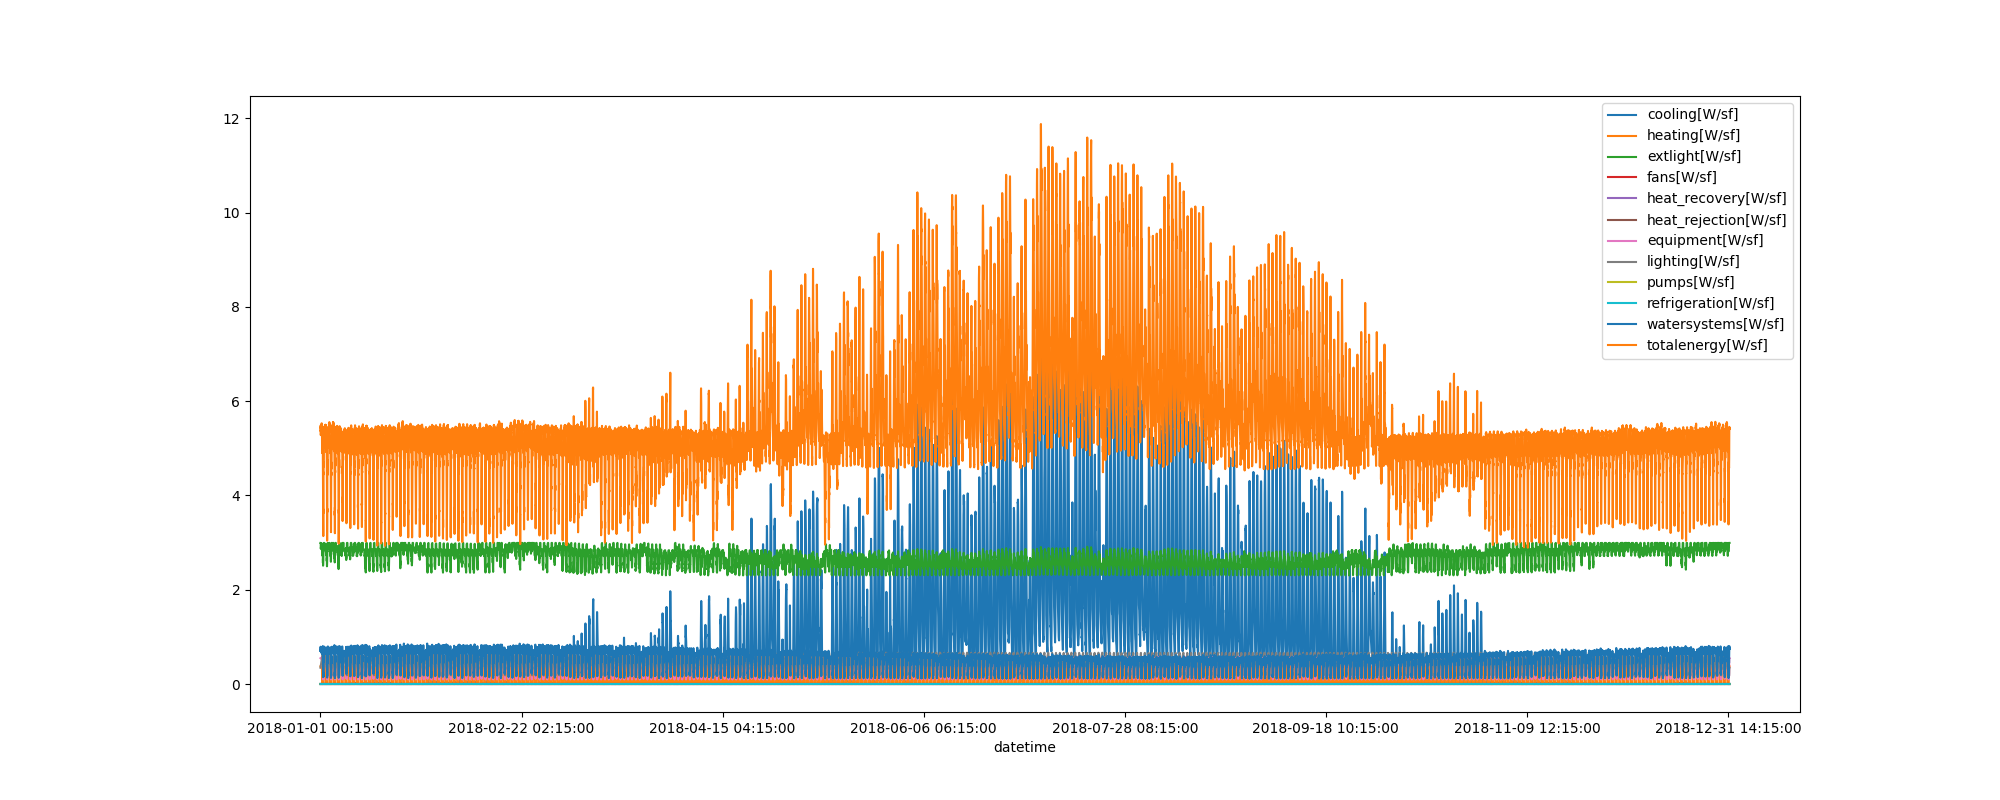 12
10
8
6
4
2
0
cooling[W/sf]
heating[W/sf]
extlight[W/sf]
fans[W/sf]
heat_recovery[W/sf]
heat_rejection[W/sf]
equipment[W/sf]
lighting[W/sf]
pumps[W/sf]
refrigeration[W/sf]
watersystems[W/sf]
totalenergy[W/sf]
2018-01-01 00:15:00 2018-02-22 02:15:00 2018-04-15 04:15:00 2018-06-06 06:15:00 2018-07-28 08:15:00 2018-09-18 10:15:00 2018-11-09 12:15:00 2018-12-31 14:15:00
datetime